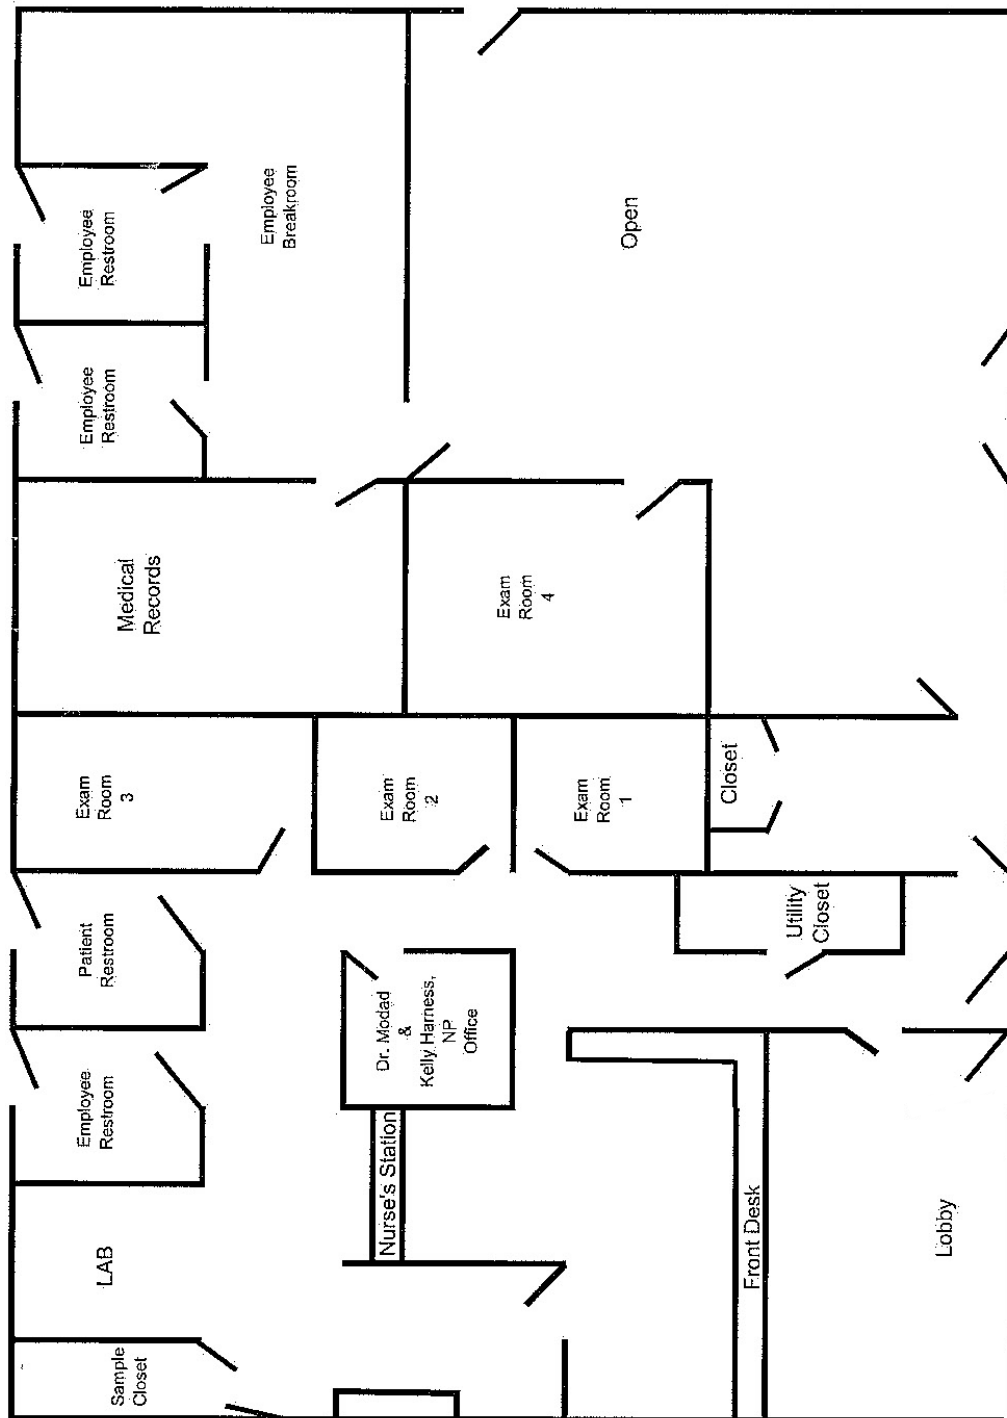 Sample
Closet
LAB
Employee
Restroom
Patient
Restroom
Exam
Room
3
Medical
Records
Employee
Restroom
Employee
Restroom
Employee
Breakroom
Nurse's Station
Dr. Modad
&
Kelly Harness,
NP
Office
Exam
Room
2
Exam
Room
4
Exam
Room
1
Open
Front Desk
Utility
Closet
Closet
Lobby